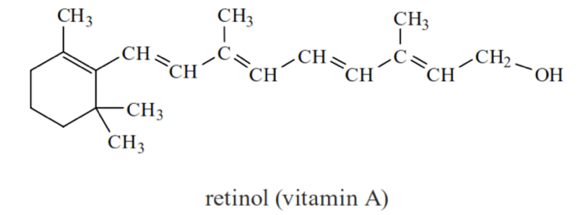 CH₃ CH₃ CH₃
CH CH C CH CH CH C CH CH₂ OH
CH₃
CH₃
retinol (vitamin A)